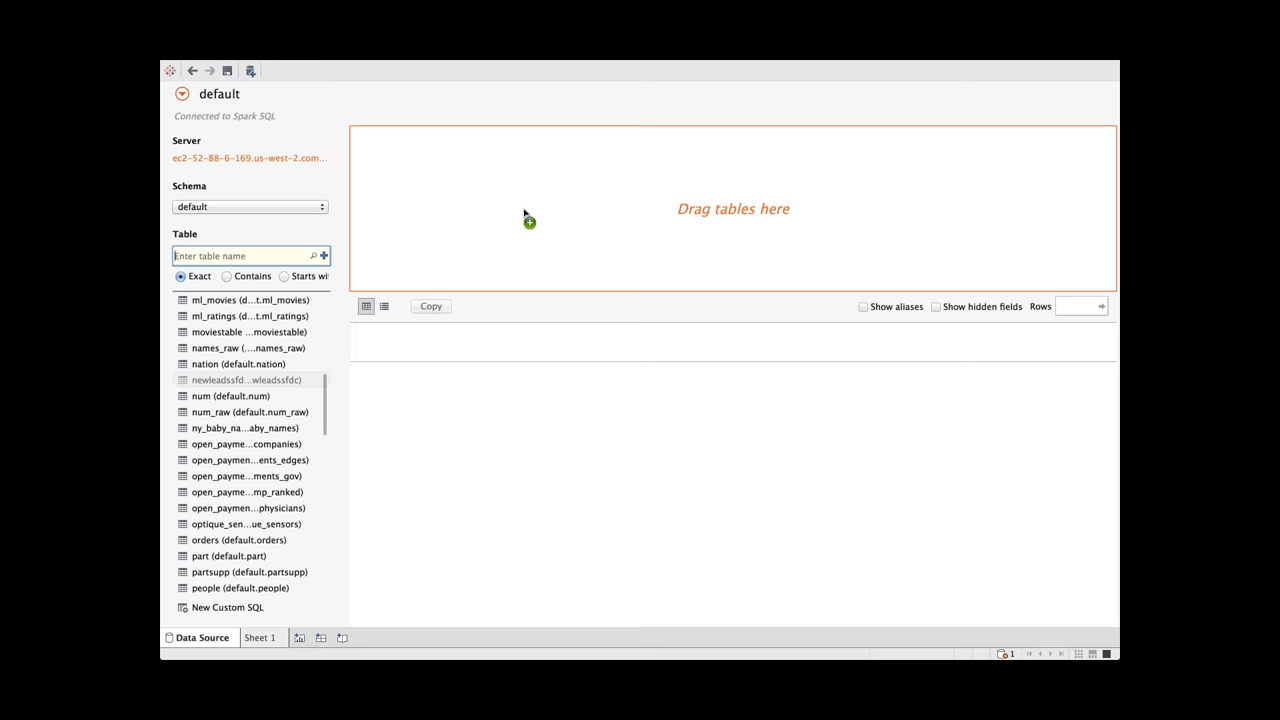 default
Connected to Spark SQL
Server
ec2-52-88-6-169.us-west-2.com...
Schema
default
Table
Enter table name
Exact Contains Starts wi
ml_movies (d...t.ml_movies)
ml_ratings (d...t.ml_ratings)
moviestable ...moviestable)
names_raw (....names_raw)
nation (default.nation)
newleadssfd...wleadssfdc)
num (default.num)
num_raw (default.num_raw)
ny_baby_na...aby_names)
open_payme...companies)
open_paymen...ents_edges)
open_payme...ments_gov)
open_payme...mp_ranked)
open_paymen...physicians)
optique_sen...ue_sensors)
orders (default.orders)
part (default.part)
partsupp (default.partsupp)
people (default.people)
New Custom SQL
Drag tables here
Copy
Show aliases Show hidden fields Rows
Data Source Sheet 1
1